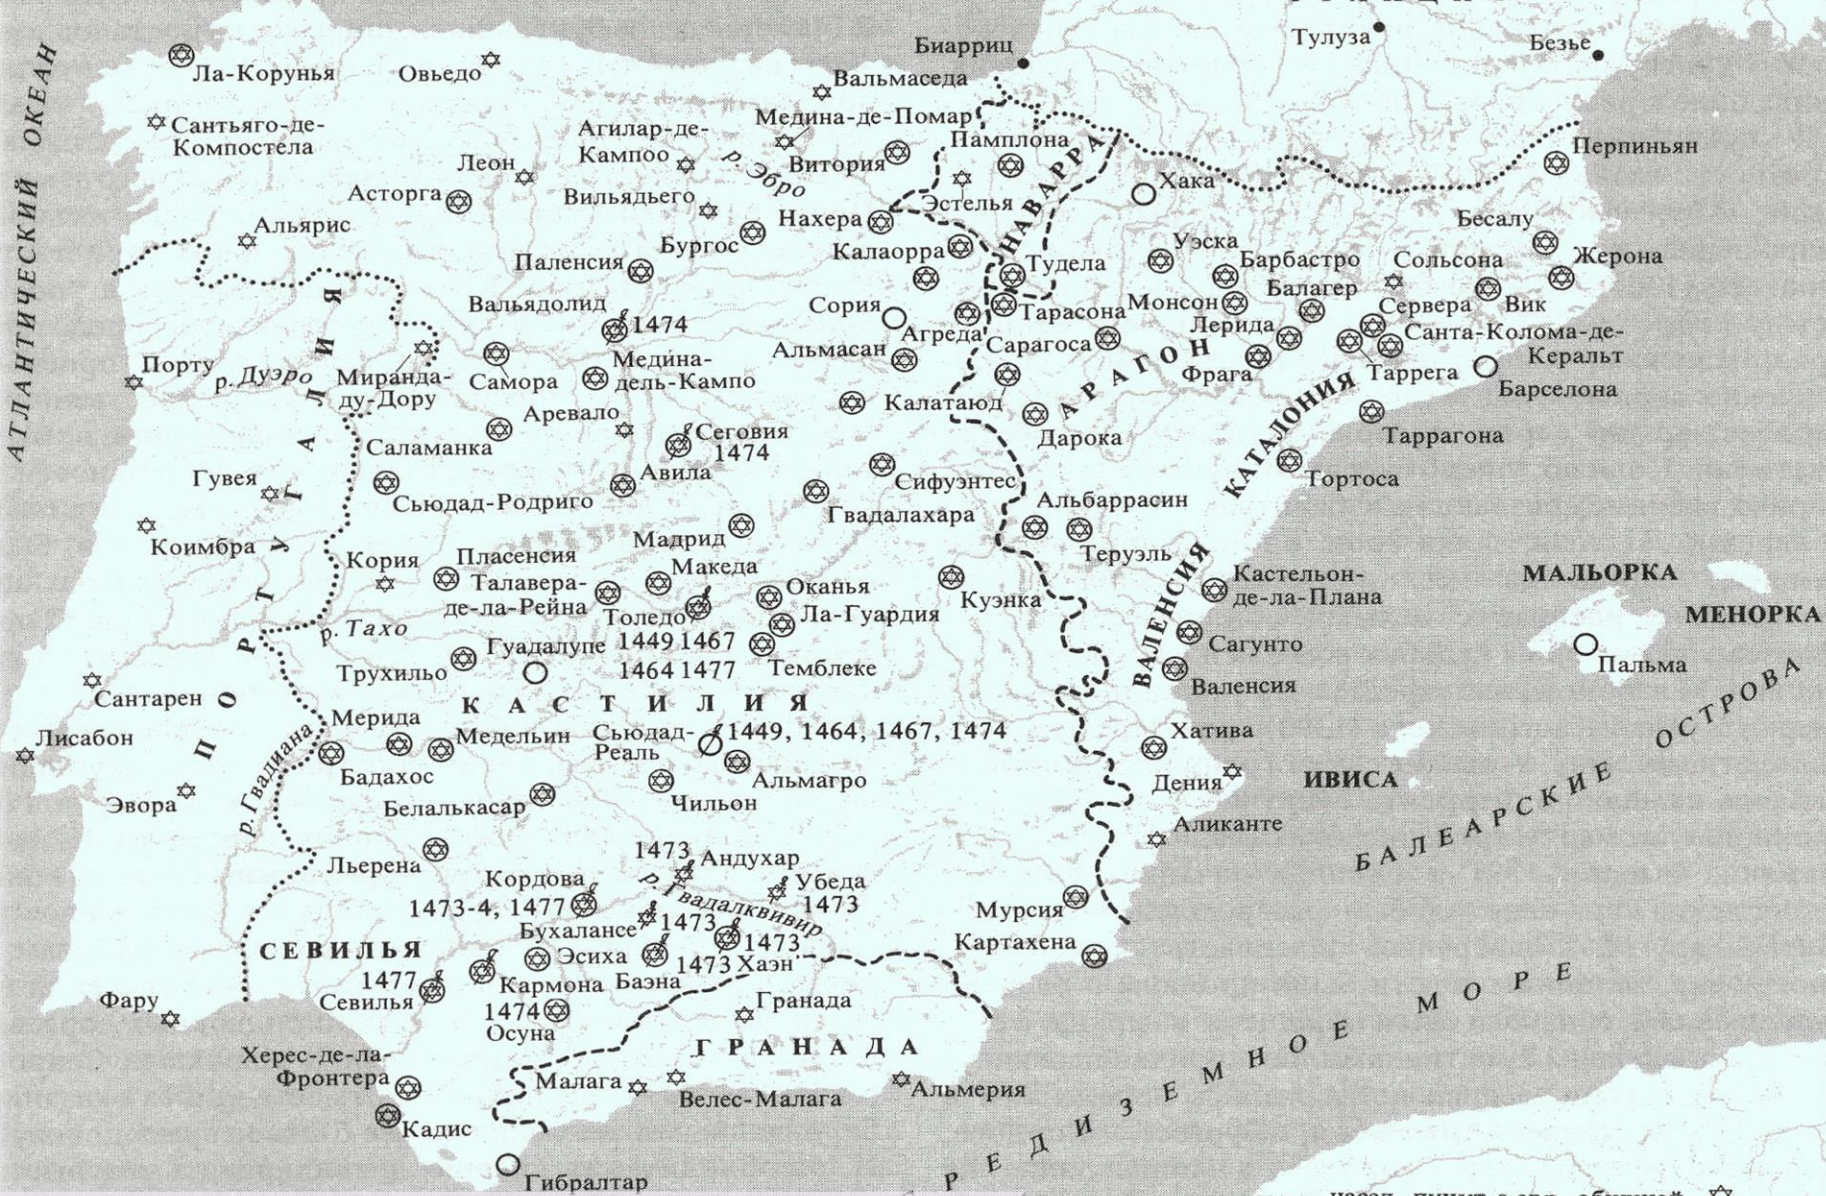 Тулуза
Безье
Биарриц
Ла-Корунья
Овьедо
Вальмаседа
АТЛАНТИЧЕСКИЙ ОКЕАН
Сантьяго-де-
Компостела
Агилар-де-
Кампоо
Медина-де-Помар
Памплона
Перпиньян
Леон
р. Эбро
Витория
Хака
Асторга
Вильядьего
Эстелья
НАВАРРА
Альярис
Бургос
Нахера
Калаорра
Уэска
Бесалу
Паленсия
Тудела
Барбастро
Сольсона
Жерона
Вальядолид
1474
Сория
Агреда
Тарасона
Монсон
Балагер
Сервера
Вик
Порту
р. Дуэро
Миранда-
ду-Дору
Самора
Медина-
дель-Кампо
Альмасан
Сарагоса
Лерида
Фрага
Санта-Колома-де-
Керальт
Таррега
Барселона
АРАГОН
Саламанка
Аревало
Сеговия
1474
Калатаюд
Дарока
КАТАЛОНИЯ
Таррагона
Гувея
Сьюдад-Родриго
Авила
Сифуэнтес
Тортоса
Коимбра
Мадрид
Гвадалахара
Альбаррасин
Теруэль
ПОРТУГАЛИЯ
Кория
Пласенсия
Талавера-
де-ла-Рейна
Македа
Оканья
Куэнка
ВАЛЕНСИЯ
Кастельон-
де-ла-Плана
МАЛЬОРКА
МЕНОРКА
р. Тахо
Толедо
1449 1467
1464 1477
Ла-Гуардия
Сагунто
Трухильо
Гуадалупе
Темблеке
Валенсия
Пальма
Сантарен
КАСТИЛИЯ
Лисабон
Мерида
Медельин
Сьюдад-
Реаль
1449, 1464, 1467, 1474
Хатива
БАЛЕАРСКИЕ ОСТРОВА
р. Гвадиана
Бадахос
Альмагро
Дения
ИВИСА
Эвора
Белалькасар
Чильон
Аликанте
Льерена
1473
Андухар
Кордова
1473-4, 1477
р. Гвадалквивир
Убеда
1473
Мурсия
Бухалансе
1473
1473
СЕВИЛЬЯ
Эсиха
Баэна
1473
Хаэн
Картахена
1477
Севилья
Кармона
1474
Осуна
Фару
Гранада
ГРАНАДА
Херес-де-ла-
Фронтера
Малага
Велес-Малага
Альмерия
Кадис
Гибралтар
РЕДИЗЕМНОЕ МОРЕ